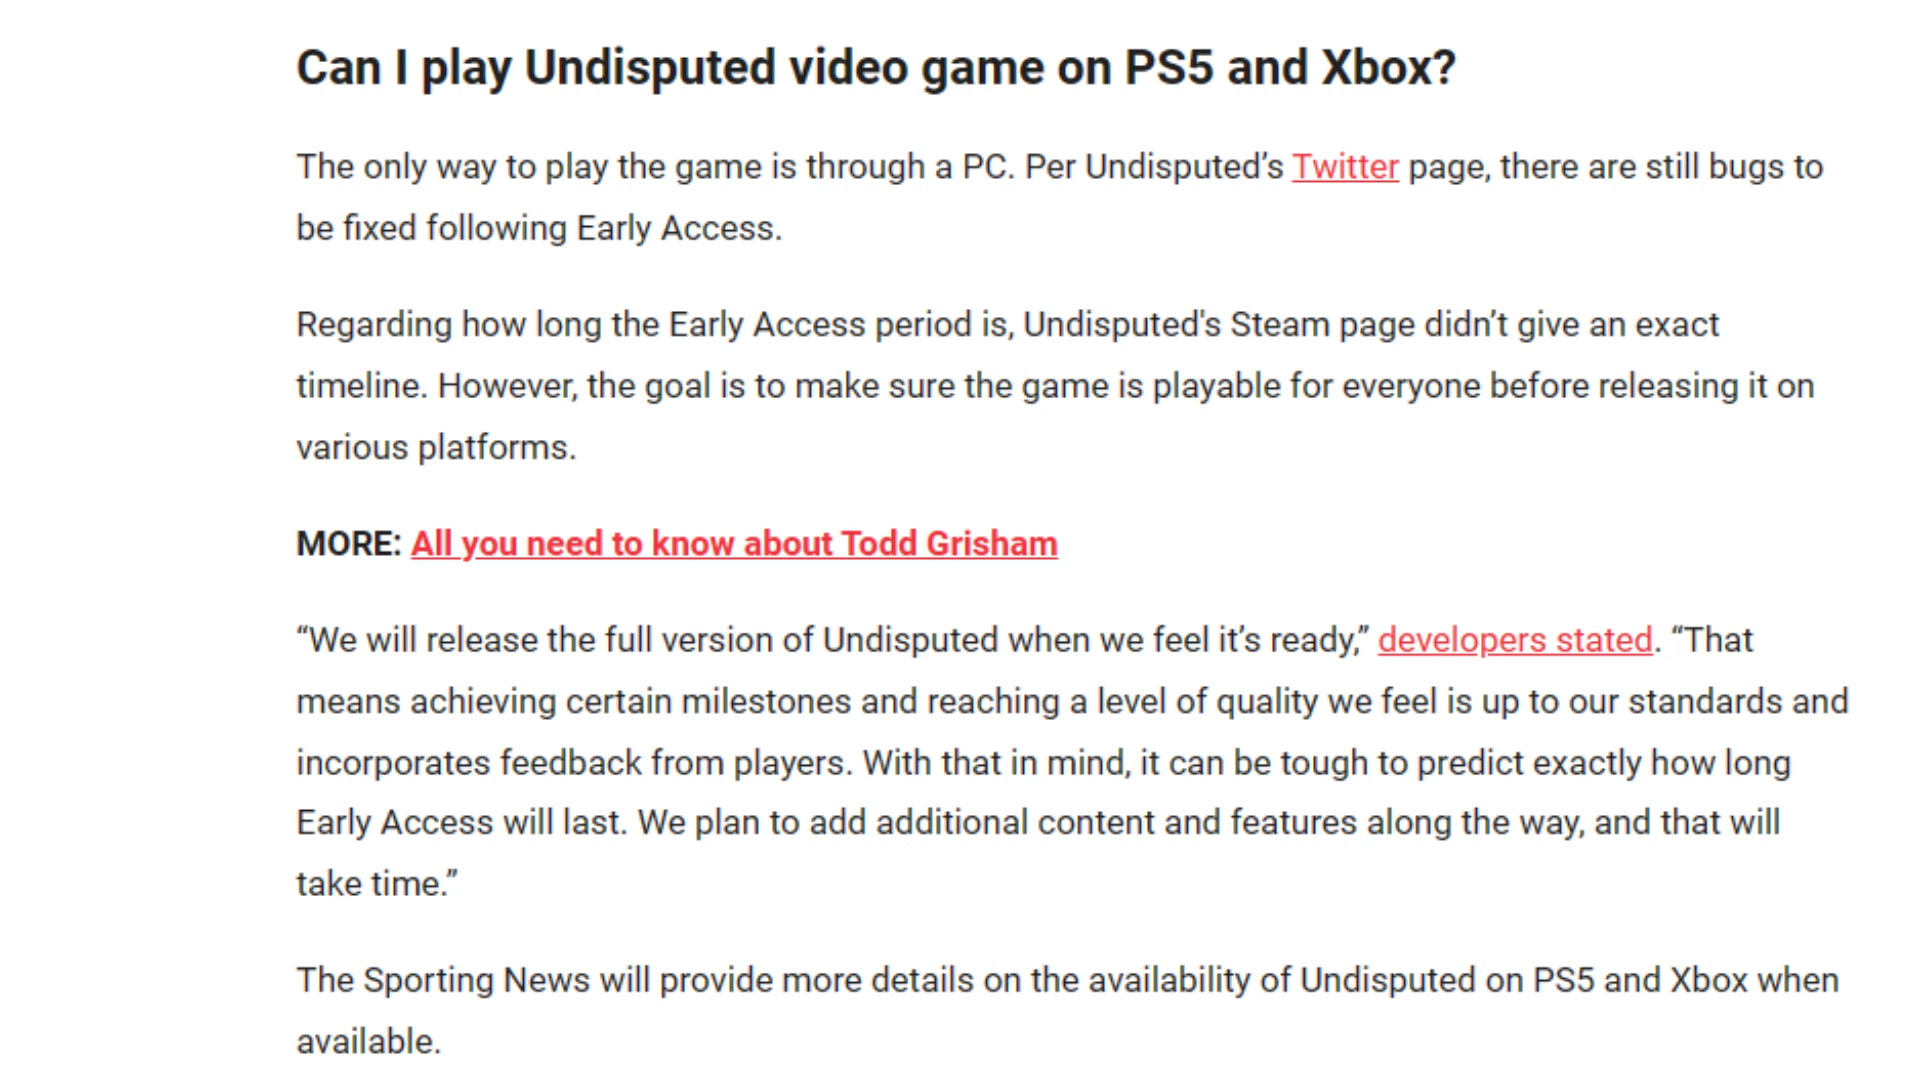 Can I play Undisputed video game on PS5 and Xbox?
The only way to play the game is through a PC. Per Undisputed’s Twitter page, there are still bugs to
be fixed following Early Access.
Regarding how long the Early Access period is, Undisputed's Steam page didn’t give an exact
timeline. However, the goal is to make sure the game is playable for everyone before releasing it on
various platforms.
MORE: All you need to know about Todd Grisham
“We will release the full version of Undisputed when we feel it’s ready,” developers stated. “That
means achieving certain milestones and reaching a level of quality we feel is up to our standards and
incorporates feedback from players. With that in mind, it can be tough to predict exactly how long
Early Access will last. We plan to add additional content and features along the way, and that will
take time.”
The Sporting News will provide more details on the availability of Undisputed on PS5 and Xbox when
available.